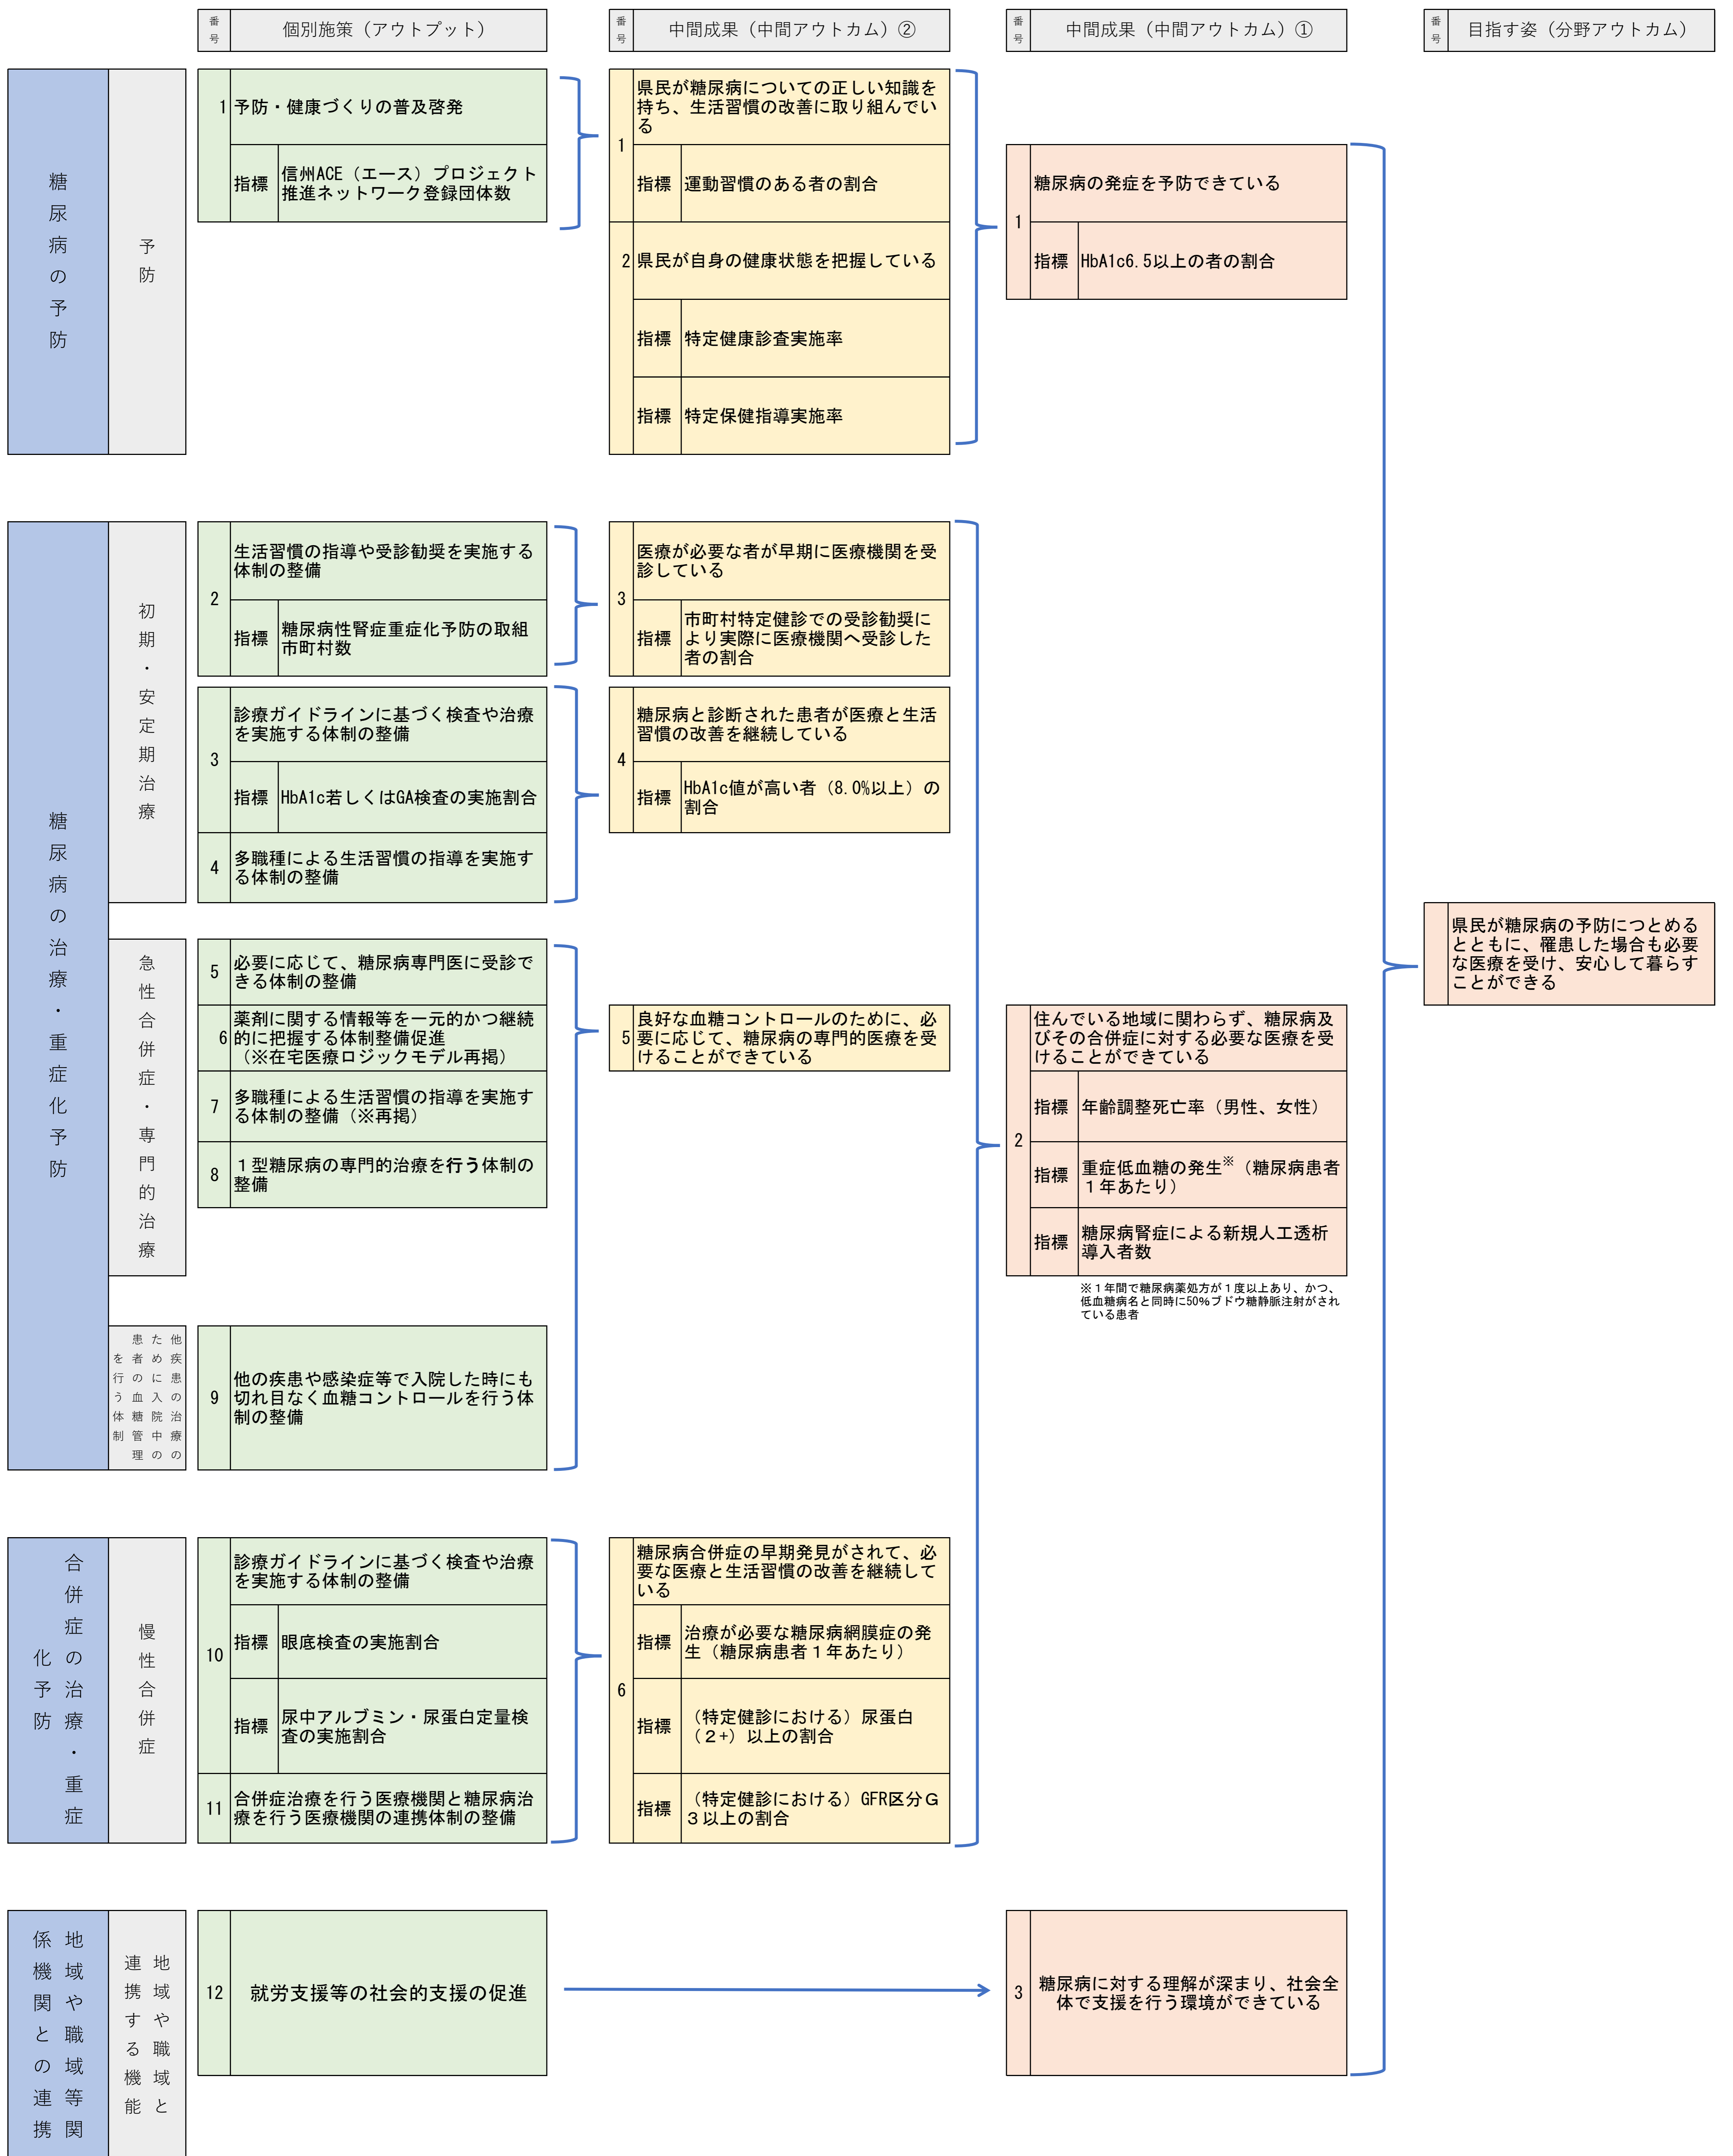 番号
個別施策（アウトプット）
番号
中間成果（中間アウトカム）②
番号
中間成果（中間アウトカム）①
番号
目指す姿（分野アウトカム）
糖尿病の予防
予防
1
予防・健康づくりの普及啓発
指標
信州ACE（エース）プロジェクト
推進ネットワーク登録団体数
1
県民が糖尿病についての正しい知識を
持ち、生活習慣の改善に取り組んでい
る
指標
運動習慣のある者の割合
2
県民が自身の健康状態を把握している
指標
特定健康診査実施率
指標
特定保健指導実施率
1
糖尿病の発症を予防できている
指標
HbA1c6.5以上の者の割合
糖尿病の治療・重症化予防
初期・安定期治療
2
生活習慣の指導や受診勧奨を実施する
体制の整備
指標
糖尿病性腎症重症化予防の取組
市町村数
3
医療が必要な者が早期に医療機関を受
診している
指標
市町村特定健診での受診勧奨に
より実際に医療機関へ受診した
者の割合
3
診療ガイドラインに基づく検査や治療
を実施する体制の整備
指標
HbA1c若しくはGA検査の実施割合
4
多職種による生活習慣の指導を実施す
る体制の整備
4
糖尿病と診断された患者が医療と生活
習慣の改善を継続している
指標
HbA1c値が高い者（8.0%以上）の
割合
急性合併症・専門的治療
5
必要に応じて、糖尿病専門医に受診で
きる体制の整備
6
薬剤に関する情報等を一元的かつ継続
的に把握する体制整備促進
（※在宅医療ロジックモデル再掲）
7
多職種による生活習慣の指導を実施す
る体制の整備（※再掲）
8
１型糖尿病の専門的治療を行う体制の
整備
5
良好な血糖コントロールのために、必
要に応じて、糖尿病の専門的医療を受
けることができている
2
住んでいる地域に関わらず、糖尿病及
びその合併症に対する必要な医療を受
けることができている
指標
年齢調整死亡率（男性、女性）
指標
重症低血糖の発生※（糖尿病患者
１年あたり）
指標
糖尿病腎症による新規人工透析
導入者数
※１年間で糖尿病薬処方が１度以上あり、かつ、
低血糖病名と同時に50％ブドウ糖静脈注射がされ
ている患者
県民が糖尿病の予防につとめる
とともに、罹患した場合も必要
な医療を受け、安心して暮らす
ことができる
他疾患の治療の
ために入院中の
患者の血糖管理
を行う体制
9
他の疾患や感染症等で入院した時にも
切れ目なく血糖コントロールを行う体
制の整備
合併症の治療・重症
化予防
慢性合併症
10
診療ガイドラインに基づく検査や治療
を実施する体制の整備
指標
眼底検査の実施割合
指標
尿中アルブミン・尿蛋白定量検
査の実施割合
11
合併症治療を行う医療機関と糖尿病治
療を行う医療機関の連携体制の整備
6
糖尿病合併症の早期発見がされて、必
要な医療と生活習慣の改善を継続して
いる
指標
治療が必要な糖尿病網膜症の発
生（糖尿病患者１年あたり）
指標
（特定健診における）尿蛋白
（２+）以上の割合
指標
（特定健診における）GFR区分Ｇ
３以上の割合
地域や職域等関
係機関との連携
地域や職域と
連携する機能
12
就労支援等の社会的支援の促進
3
糖尿病に対する理解が深まり、社会全
体で支援を行う環境ができている